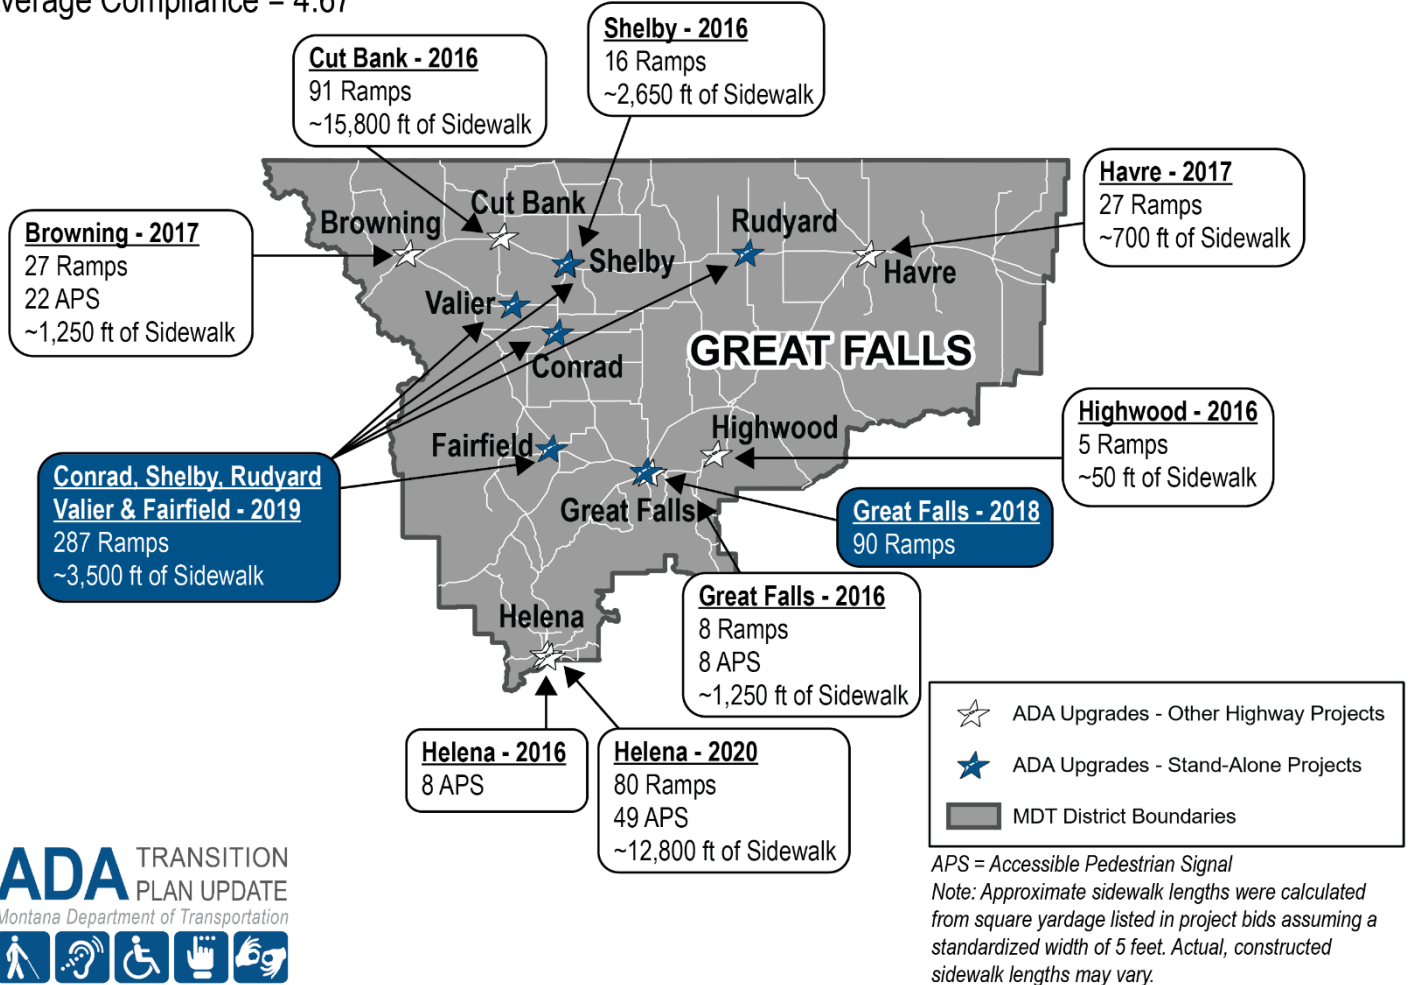 Average Compliance = 4.67
Shelby - 2016
16 Ramps
~2,650 ft of Sidewalk
Cut Bank - 2016
91 Ramps
~15,800 ft of Sidewalk
Havre - 2017
27 Ramps
~700 ft of Sidewalk
Browning - 2017
27 Ramps
22 APS
~1,250 ft of Sidewalk
Cut Bank
Browning
Rudyard
Shelby
Havre
Valier
Conrad
GREAT FALLS
Highwood
Fairfield
Great Falls
Helena
Highwood - 2016
5 Ramps
~50 ft of Sidewalk
Conrad, Shelby, Rudyard
Valier & Fairfield - 2019
287 Ramps
~3,500 ft of Sidewalk
Great Falls - 2018
90 Ramps
Great Falls - 2016
8 Ramps
8 APS
~1,250 ft of Sidewalk
Helena - 2016
8 APS
Helena - 2020
80 Ramps
49 APS
~12,800 ft of Sidewalk
ADA Upgrades - Other Highway Projects
ADA Upgrades - Stand-Alone Projects
MDT District Boundaries
APS = Accessible Pedestrian Signal
Note: Approximate sidewalk lengths were calculated
from square yardage listed in project bids assuming a
standardized width of 5 feet. Actual, constructed
sidewalk lengths may vary.
ADA TRANSITION
PLAN UPDATE
Montana Department of Transportation